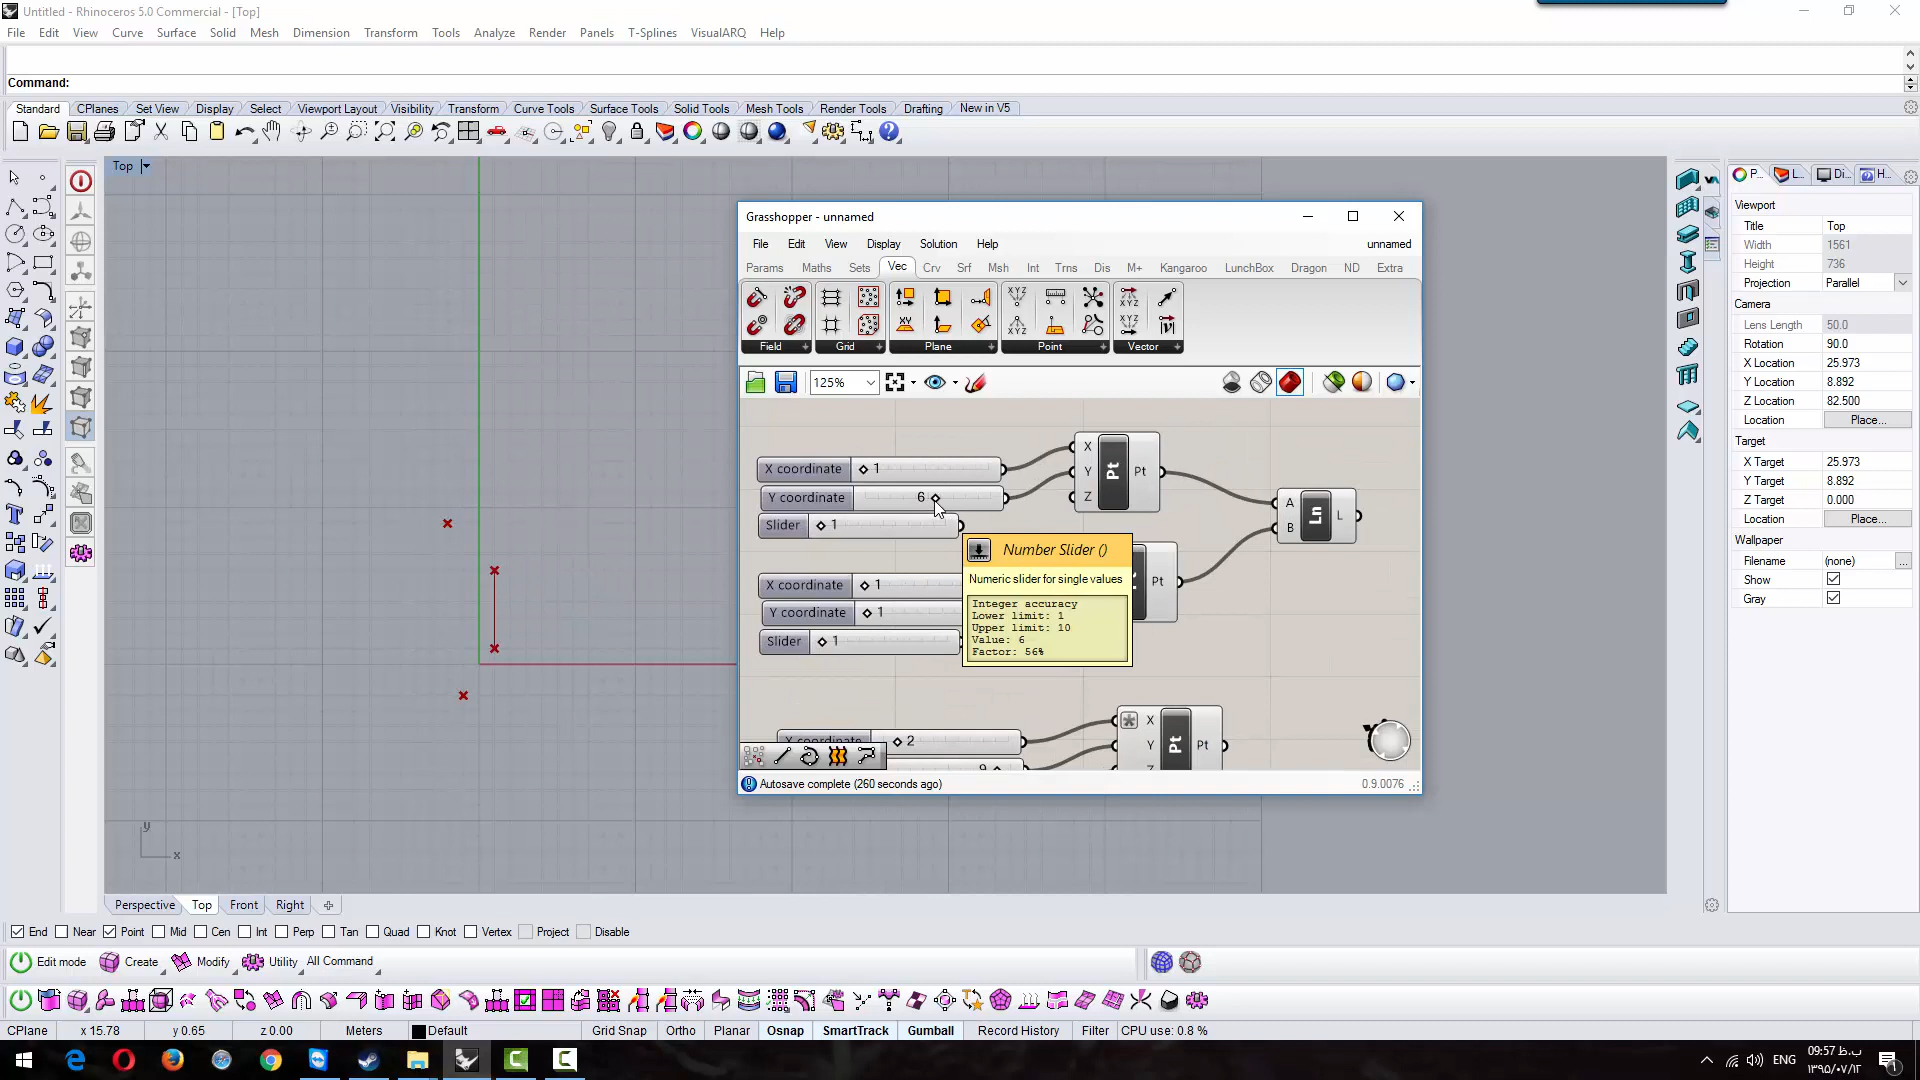 Untitled - Rhinoceros 5.0 Commercial - [Top]
File Edit View Curve Surface Solid Mesh Dimension Transform Tools Analyze Render Panels T-Splines VisualARQ Help
Command:
Standard CPlanes Set View Display Select Viewport Layout Visibility Transform Curve Tools Surface Tools Solid Tools Mesh Tools Render Tools Drafting New in V5
Top
P... L... Di... H...
Viewport
Title Top
Width 1561
Height 736
Projection Parallel
Camera
Lens Length 50.0
Rotation 90.0
X Location 25.973
Y Location 8.892
Z Location 82.500
Location Place...
Target
X Target 25.973
Y Target 8.892
Z Target 0.000
Location Place...
Wallpaper
Filename (none) ...
Show
Gray
Grasshopper - unnamed
File Edit View Display Solution Help unnamed
Params Maths Sets Vec Crv Srf Msh Int Trns Dis M+ Kangaroo LunchBox Dragon ND Extra
Field Grid Plane Point Vector
125%
X coordinate 1
Y coordinate 6
Slider 1
X Y Z Pt Pt
A B Ln L
X coordinate 1
Y coordinate 1
Slider 1
Pt
Number Slider ()
Numeric slider for single values
Integer accuracy
Lower limit: 1
Upper limit: 10
Value: 6
Factor: 56%
X coordinate 2
9
X Y Pt Pt
Autosave complete (260 seconds ago) 0.9.0076
y
x
Perspective Top Front Right
End Near Point Mid Cen Int Perp Tan Quad Knot Vertex Project Disable
Edit mode Create Modify Utility All Command
CPlane x 15.78 y 0.65 z 0.00 Meters Default Grid Snap Ortho Planar Osnap SmartTrack Gumball Record History Filter CPU use: 0.8 %
ENG
09:57 ب.ظ
۱۳۹۵/۰۷/۱۲